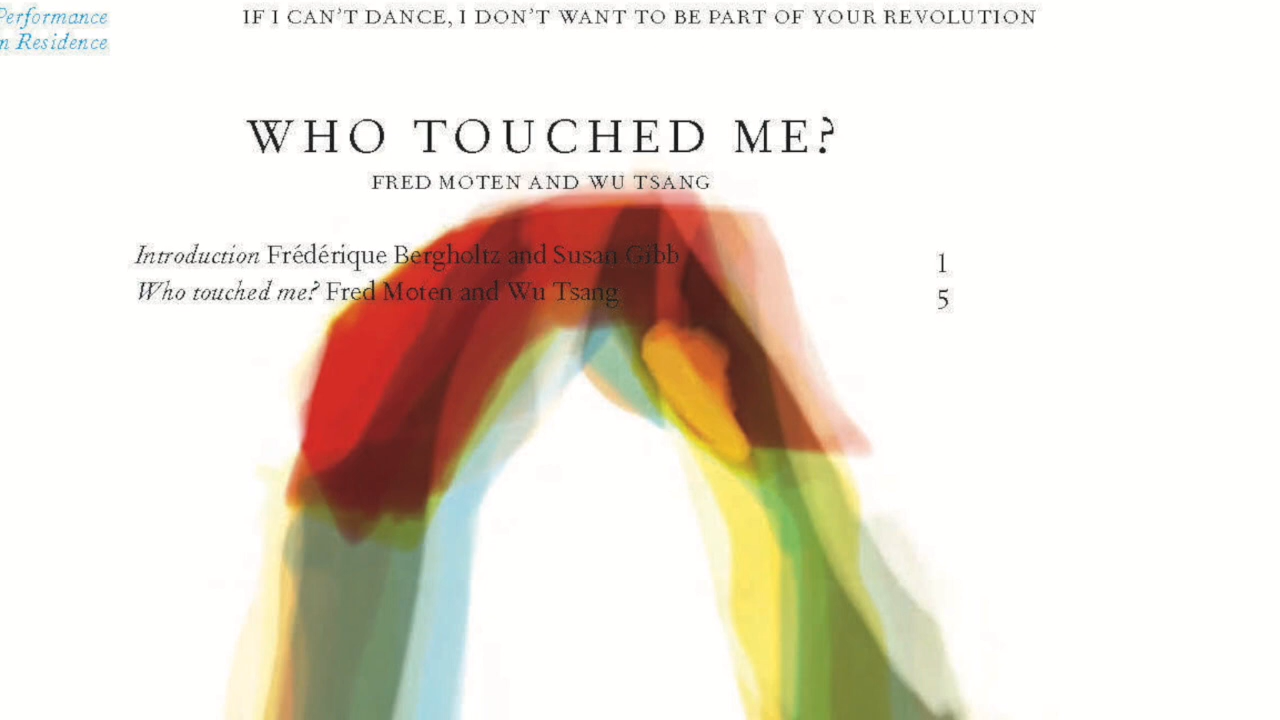 Performance
n Residence
IF I CAN'T DANCE, I DON'T WANT TO BE PART OF YOUR REVOLUTION
WHO TOUCHED ME?
FRED MOTEN AND WU TSANG
Introduction Frédérique Bergholtz and Susan Gibb 1
Who touched me? Fred Moten and Wu Tsang 5